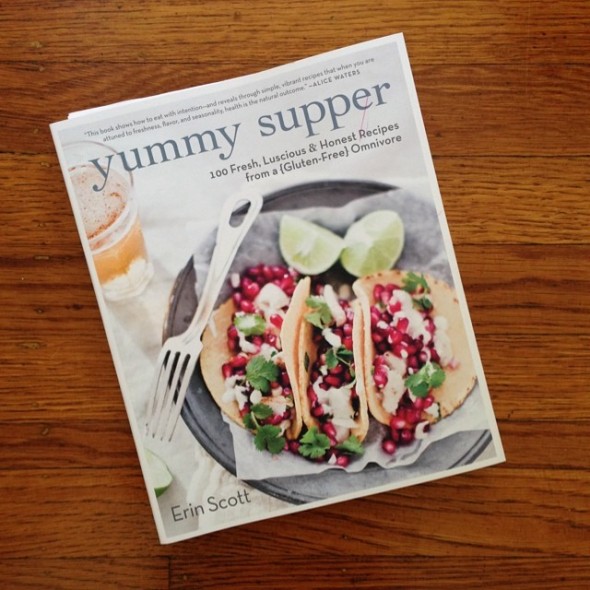 "This book shows how to eat with intention—and reveals through simple, vibrant recipes that when you are
attuned to freshness, flavor, and seasonality, health is the natural outcome." —ALICE WATERS
yummy supper
100 Fresh, Luscious & Honest Recipes
from a {Gluten-Free} Omnivore
Erin Scott